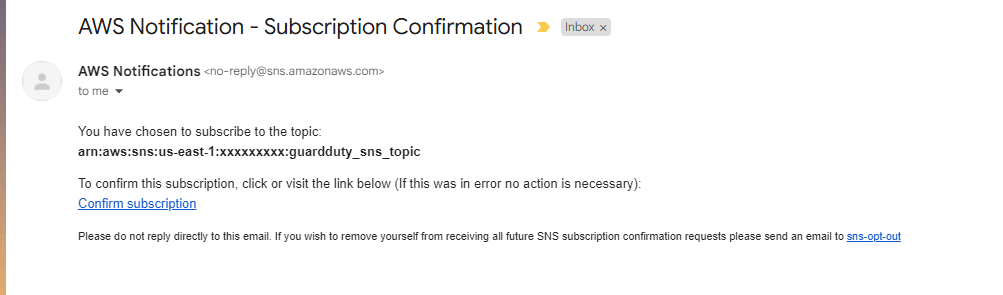 AWS Notification - Subscription Confirmation Inbox ×
AWS Notifications <no-reply@sns.amazonaws.com>
to me
You have chosen to subscribe to the topic:
arn:aws:sns:us-east-1:xxxxxxxxx:guardduty_sns_topic
To confirm this subscription, click or visit the link below (If this was in error no action is necessary):
Confirm subscription
Please do not reply directly to this email. If you wish to remove yourself from receiving all future SNS subscription confirmation requests please send an email to sns-opt-out